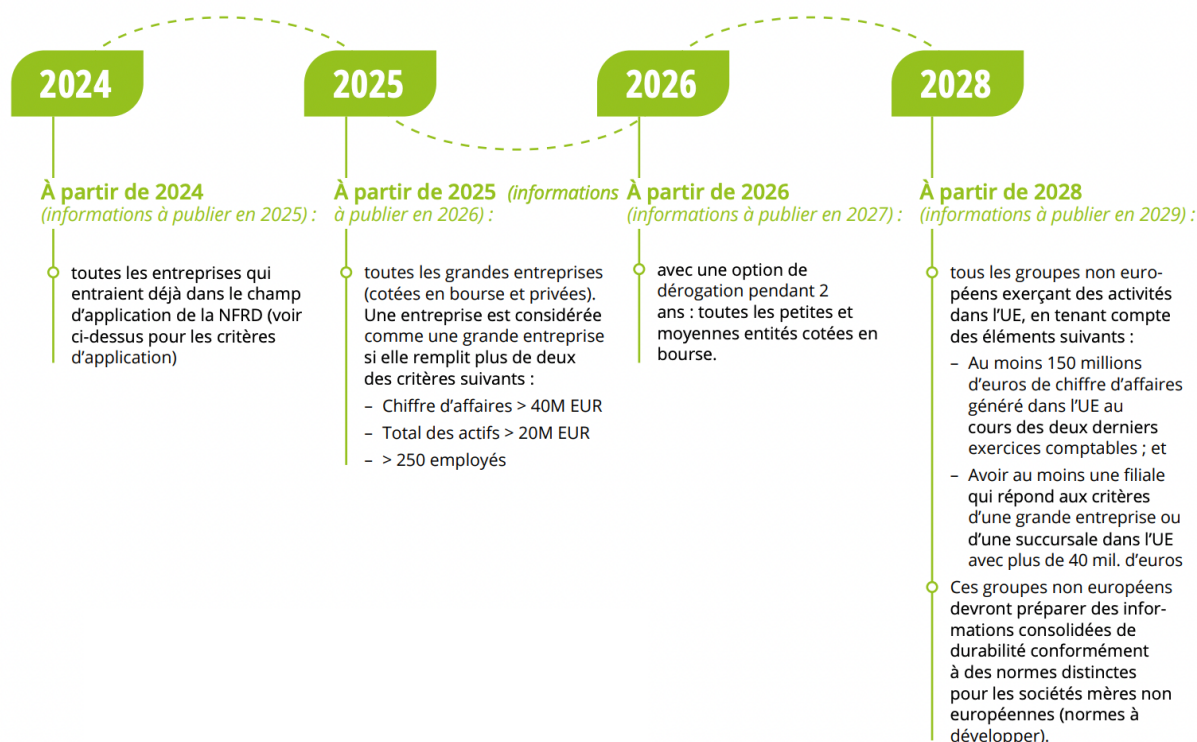 2024
À partir de 2024
(informations à publier en 2025) :
toutes les entreprises qui
entraient déjà dans le champ
d'application de la NFRD (voir
ci-dessus pour les critères
d'application)
2025
À partir de 2025 (informations
à publier en 2026) :
toutes les grandes entreprises
(cotées en bourse et privées).
Une entreprise est considérée
comme une grande entreprise
si elle remplit plus de deux
des critères suivants :
– Chiffre d'affaires > 40M EUR
– Total des actifs > 20M EUR
– > 250 employés
2026
À partir de 2026
(informations à publier en 2027) :
avec une option de
dérogation pendant 2
ans : toutes les petites et
moyennes entités cotées en
bourse.
2028
À partir de 2028
(informations à publier en 2029) :
tous les groupes non euro-
péens exerçant des activités
dans l'UE, en tenant compte
des éléments suivants :
– Au moins 150 millions
d'euros de chiffre d'affaires
généré dans l'UE au
cours des deux derniers
exercices comptables ; et
– Avoir au moins une filiale
qui répond aux critères
d'une grande entreprise ou
d'une succursale dans l'UE
avec plus de 40 mil. d'euros
Ces groupes non européens
devront préparer des infor-
mations consolidées de
durabilité conformément
à des normes distinctes
pour les sociétés mères non
européennes (normes à
développer).